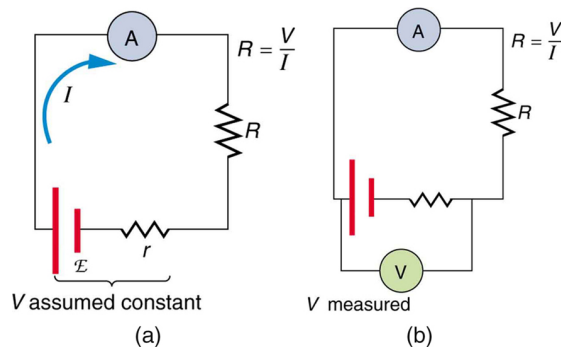 A
R = V/I
I
R
ℰ
r
V assumed constant
(a)
A
R = V/I
R
V
V measured
(b)